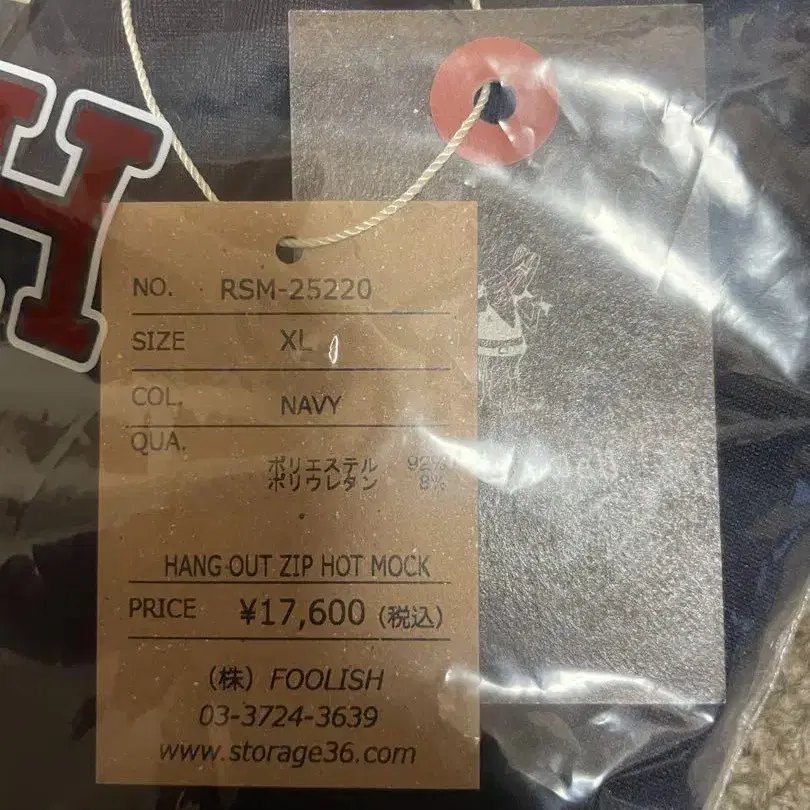 H
NO. RSM-25220
SIZE XL
COL. NAVY
QUA.
ポリエステル 92%
ポリウレタン 8%
HANG OUT ZIP HOT MOCK
PRICE ¥17,600 (税込)
(株) FOOLISH
03-3724-3639
www.storage36.com